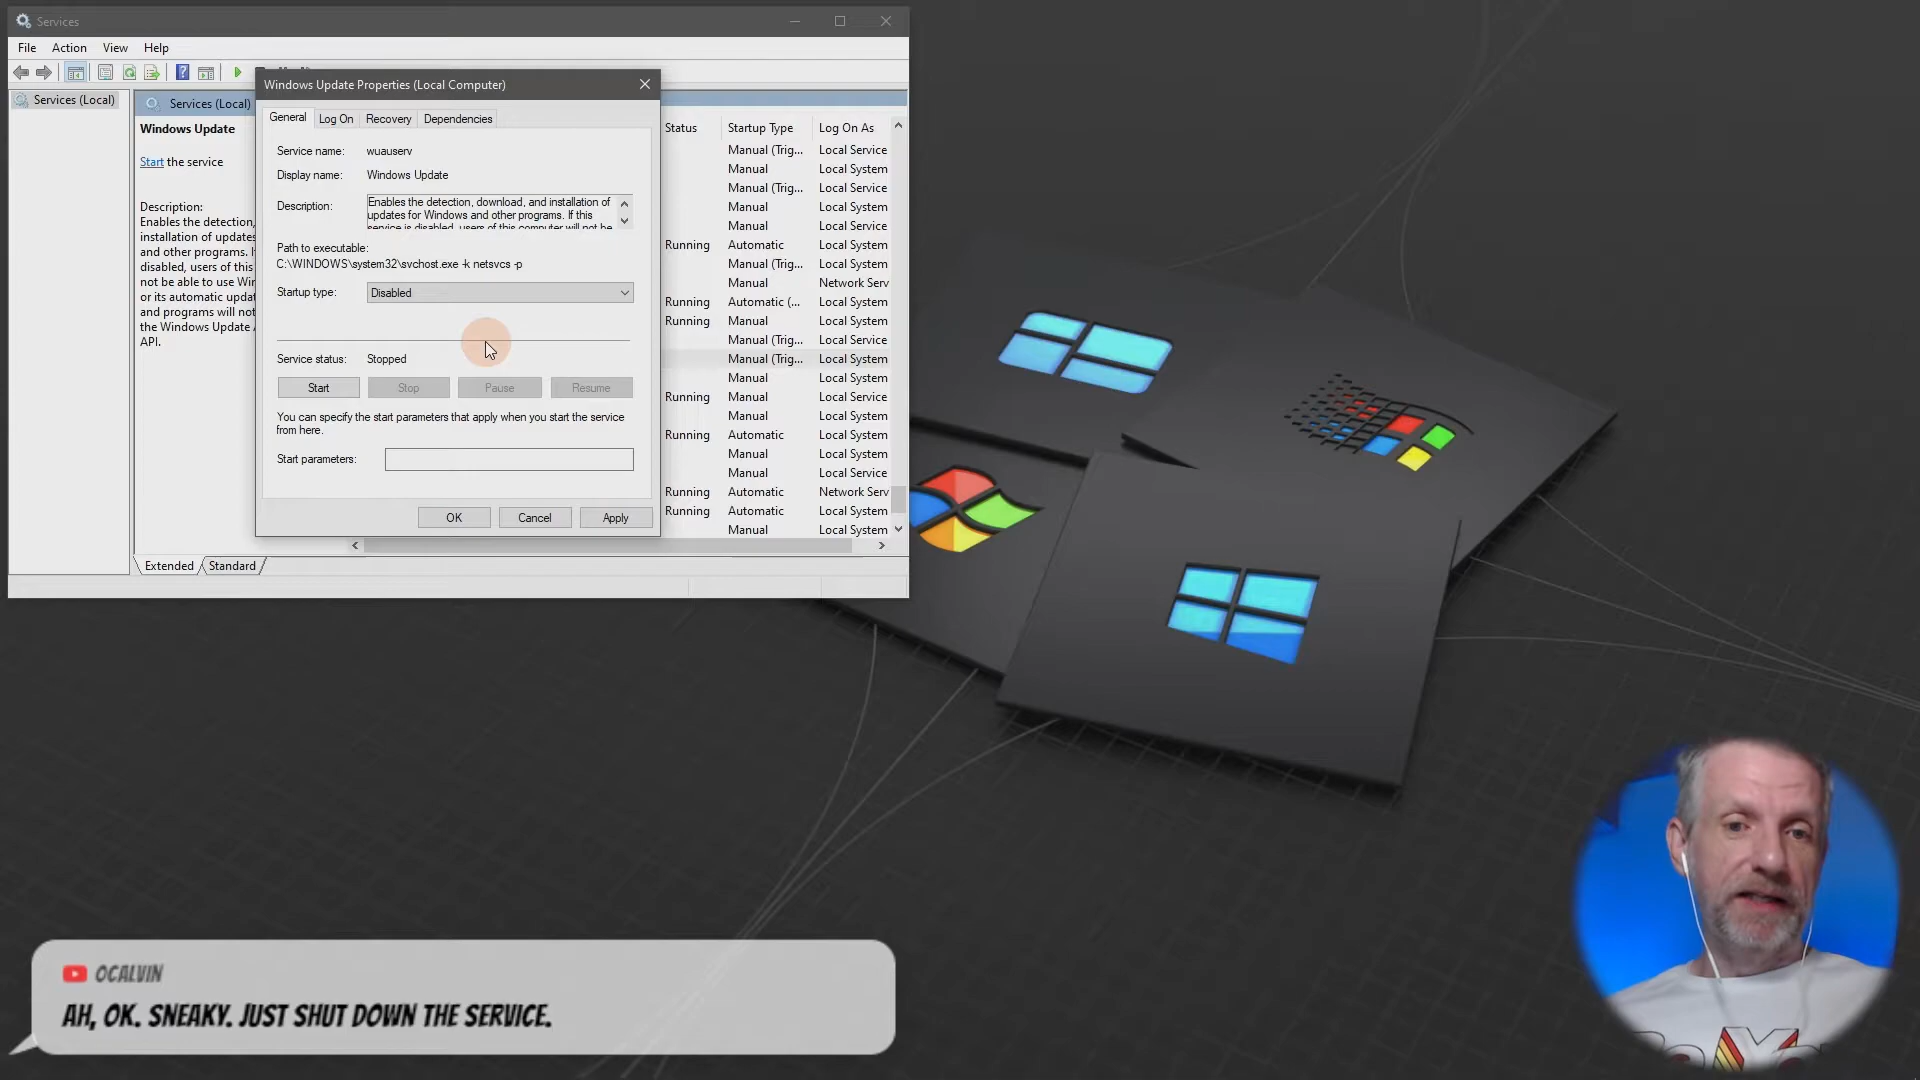 Services
File Action View Help
Services (Local)
Services (Local)
Windows Update
Start the service
Description:
Enables the detection,
installation of updates
and other programs. I
disabled, users of this
not be able to use Wi
or its automatic updat
and programs will not
the Windows Update
API.
Windows Update Properties (Local Computer)
General Log On Recovery Dependencies
Service name: wuauserv
Display name: Windows Update
Description: Enables the detection, download, and installation of
updates for Windows and other programs. If this
service is disabled, users of this computer will not be
Path to executable:
C:\WINDOWS\system32\svchost.exe -k netsvcs -p
Startup type: Disabled
Service status: Stopped
Start Stop Pause Resume
You can specify the start parameters that apply when you start the service
from here.
Start parameters:
OK Cancel Apply
Status Startup Type Log On As
Manual (Trig... Local Service
Manual Local System
Manual (Trig... Local Service
Manual Local System
Manual Local System
Running Automatic Local System
Manual (Trig... Local System
Manual Network Serv
Running Automatic (... Local System
Running Manual Local System
Manual (Trig... Local Service
Manual (Trig... Local System
Manual Local System
Running Manual Local Service
Manual Local System
Running Automatic Local System
Manual Local System
Manual Local Service
Running Automatic Network Serv
Running Automatic Local System
Manual Local System
Extended Standard
OCALVIN
AH, OK. SNEAKY. JUST SHUT DOWN THE SERVICE.